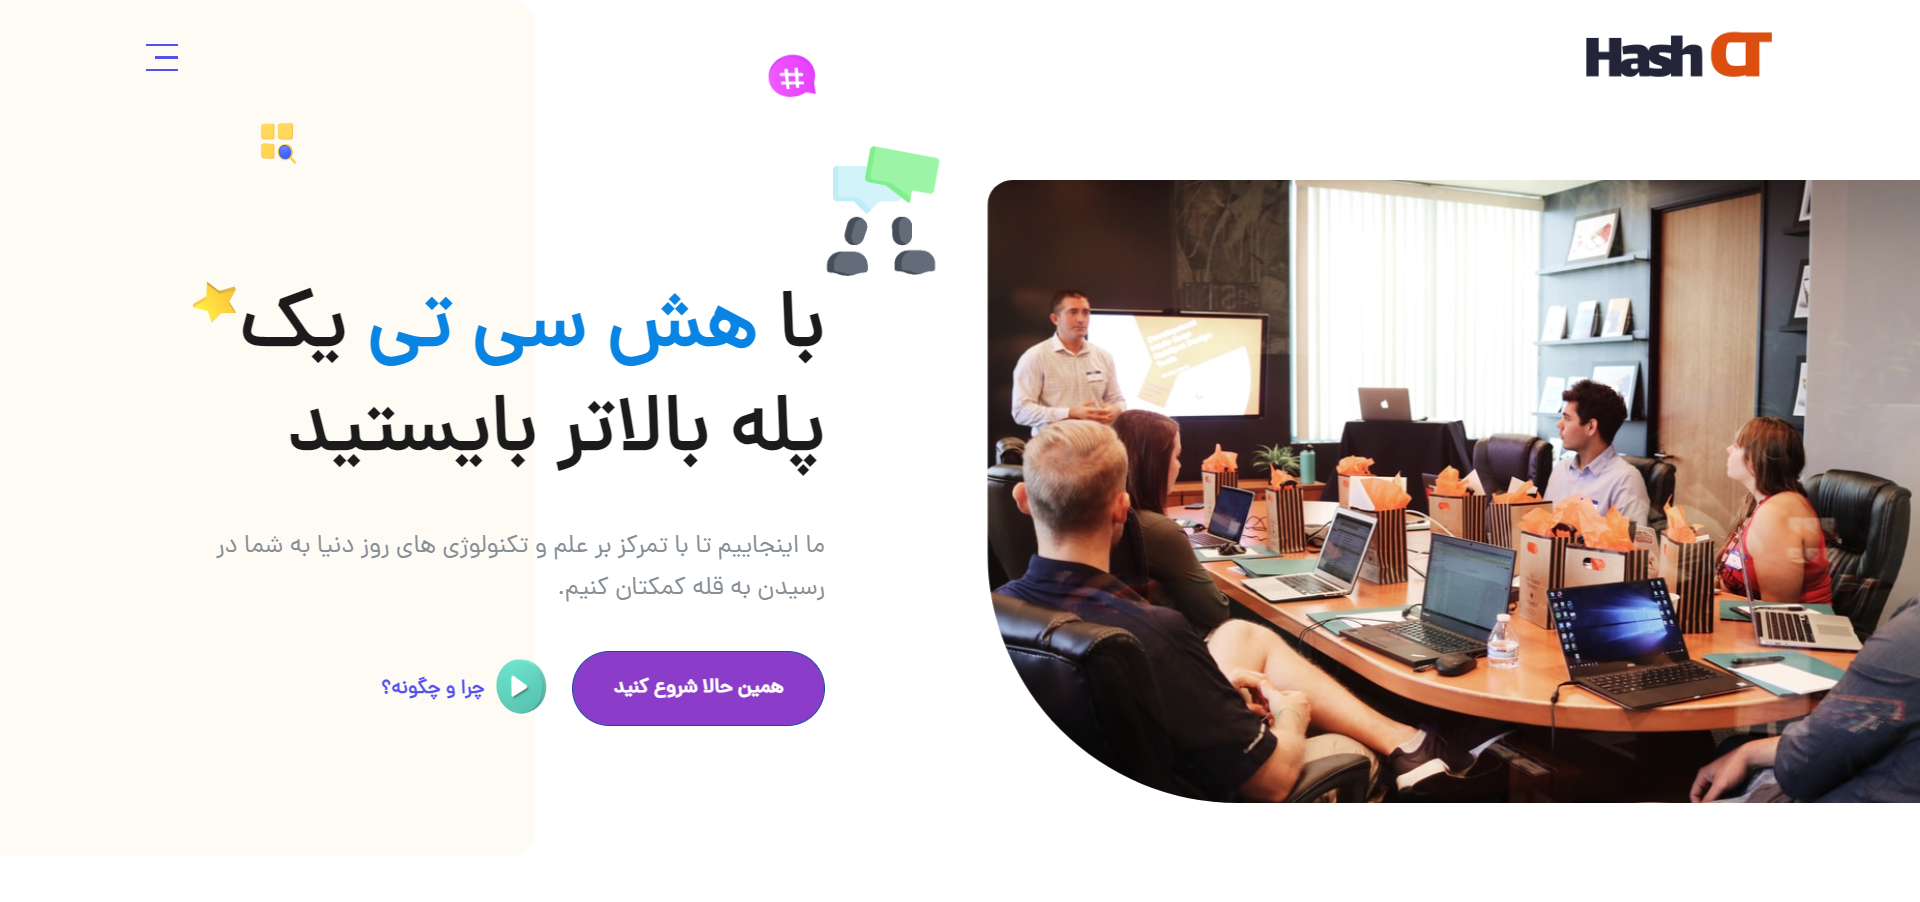 Hash CT
با هش سی تی یک
پله بالاتر بایستید
ما اینجاییم تا با تمرکز بر علم و تکنولوژی های روز دنیا به شما در
رسیدن به قله کمکتان کنیم.
همین حالا شروع کنید
چرا و چگونه؟